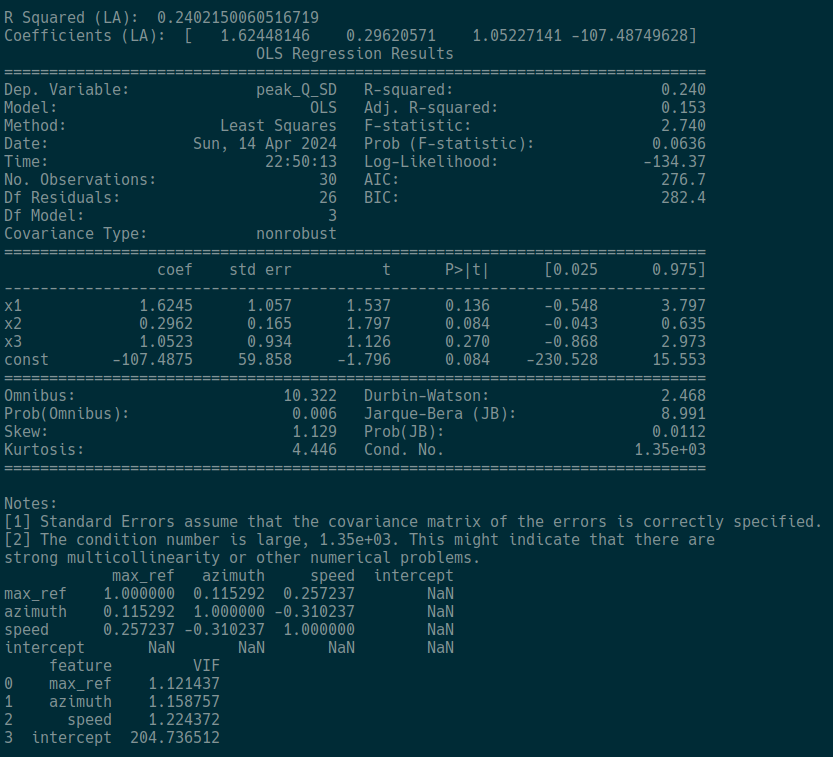 R Squared (LA):  0.2402150060516719
Coefficients (LA):  [   1.62448146    0.29620571    1.05227141 -107.48749628]
                            OLS Regression Results
==============================================================================
Dep. Variable:              peak_Q_SD   R-squared:                       0.240
Model:                            OLS   Adj. R-squared:                  0.153
Method:                 Least Squares   F-statistic:                     2.740
Date:                Sun, 14 Apr 2024   Prob (F-statistic):             0.0636
Time:                        22:50:13   Log-Likelihood:                -134.37
No. Observations:                  30   AIC:                             276.7
Df Residuals:                      26   BIC:                             282.4
Df Model:                           3
Covariance Type:            nonrobust
==============================================================================
                 coef    std err          t      P>|t|      [0.025      0.975]
------------------------------------------------------------------------------
x1             1.6245      1.057      1.537      0.136      -0.548       3.797
x2             0.2962      0.165      1.797      0.084      -0.043       0.635
x3             1.0523      0.934      1.126      0.270      -0.868       2.973
const       -107.4875     59.858     -1.796      0.084    -230.528      15.553
==============================================================================
Omnibus:                       10.322   Durbin-Watson:                   2.468
Prob(Omnibus):                  0.006   Jarque-Bera (JB):                8.991
Skew:                           1.129   Prob(JB):                       0.0112
Kurtosis:                       4.446   Cond. No.                     1.35e+03
==============================================================================
Notes:
[1] Standard Errors assume that the covariance matrix of the errors is correctly specified.
[2] The condition number is large, 1.35e+03. This might indicate that there are
strong multicollinearity or other numerical problems.
            max_ref   azimuth     speed  intercept
max_ref    1.000000  0.115292  0.257237        NaN
azimuth    0.115292  1.000000 -0.310237        NaN
speed      0.257237 -0.310237  1.000000        NaN
intercept       NaN       NaN       NaN        NaN
     feature         VIF
0    max_ref    1.121437
1    azimuth    1.158757
2      speed    1.224372
3  intercept  204.736512